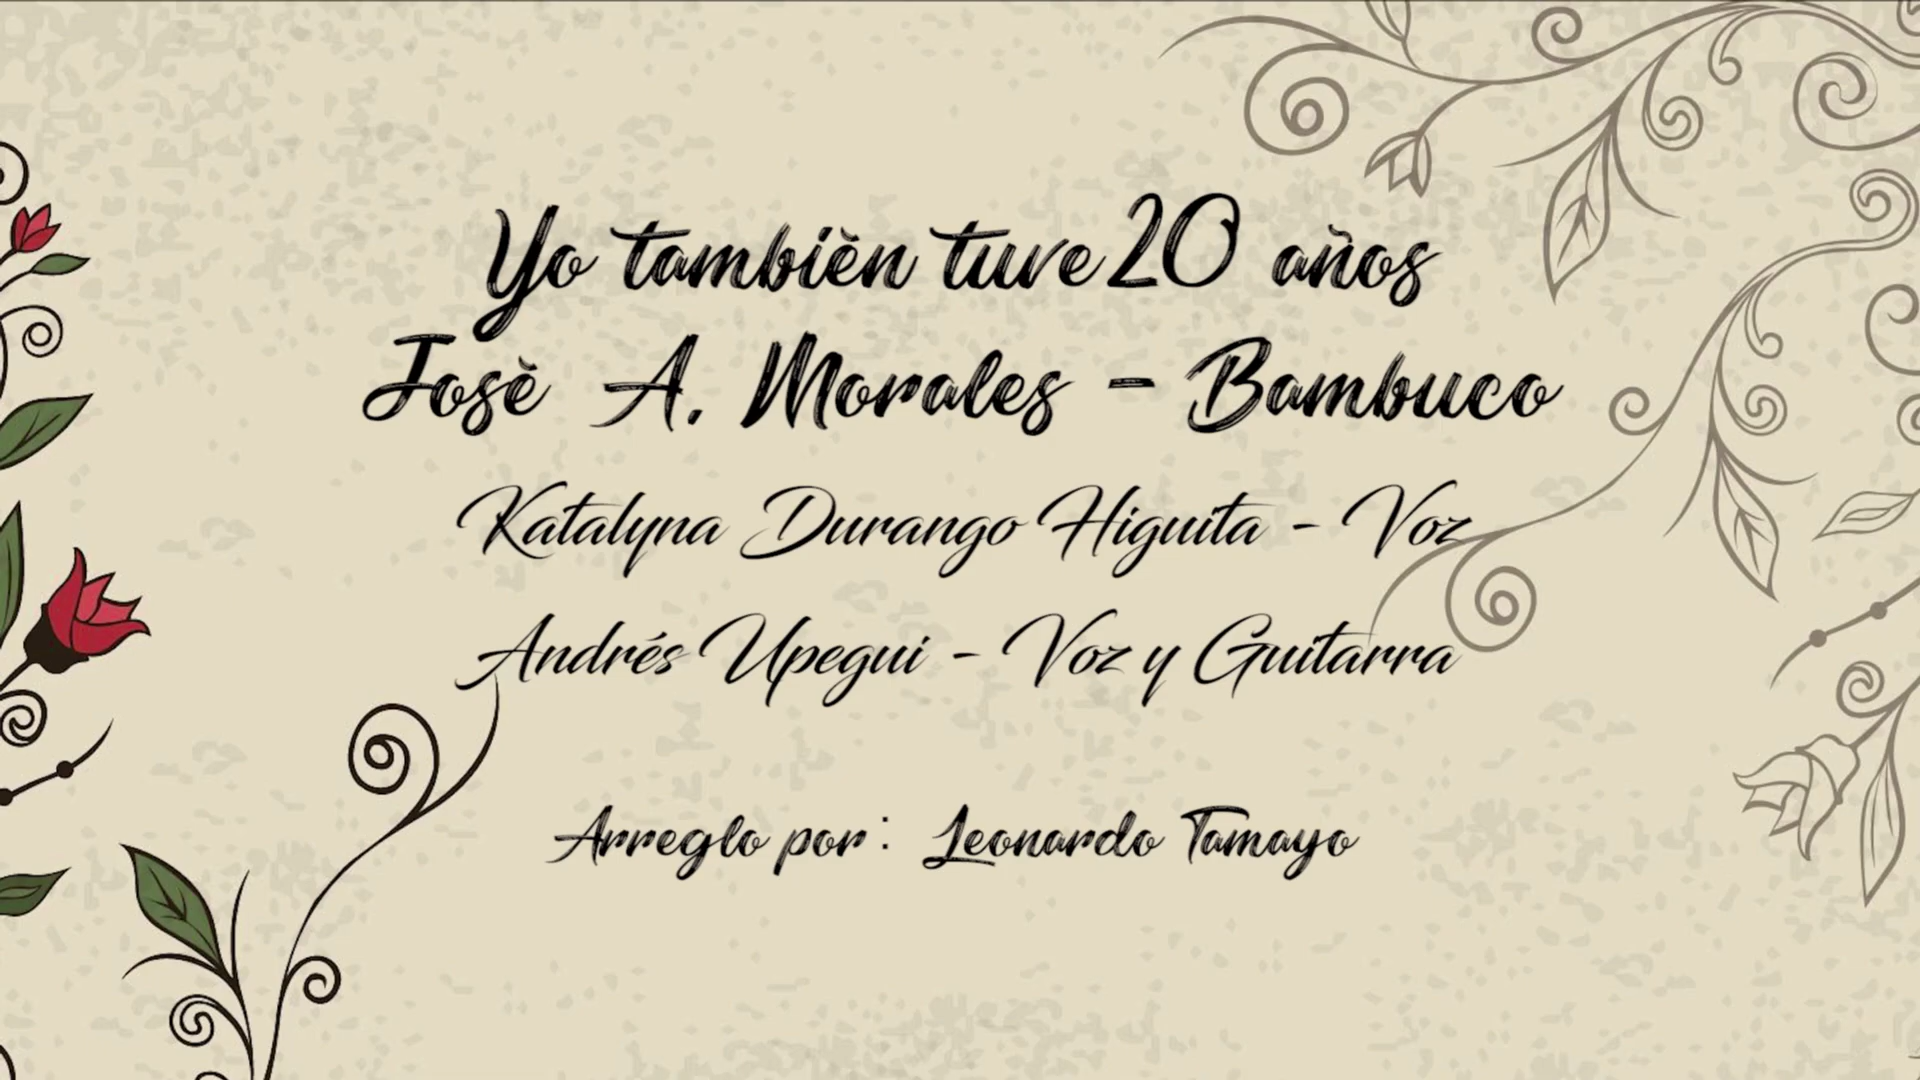 Yo tambièn tuve 20 años
Josè A. Morales - Bambuco
Katalyna Durango Higuita - Voz
Andrés Upegui - Voz y Guitarra
Arreglo por: Leonardo Tamayo